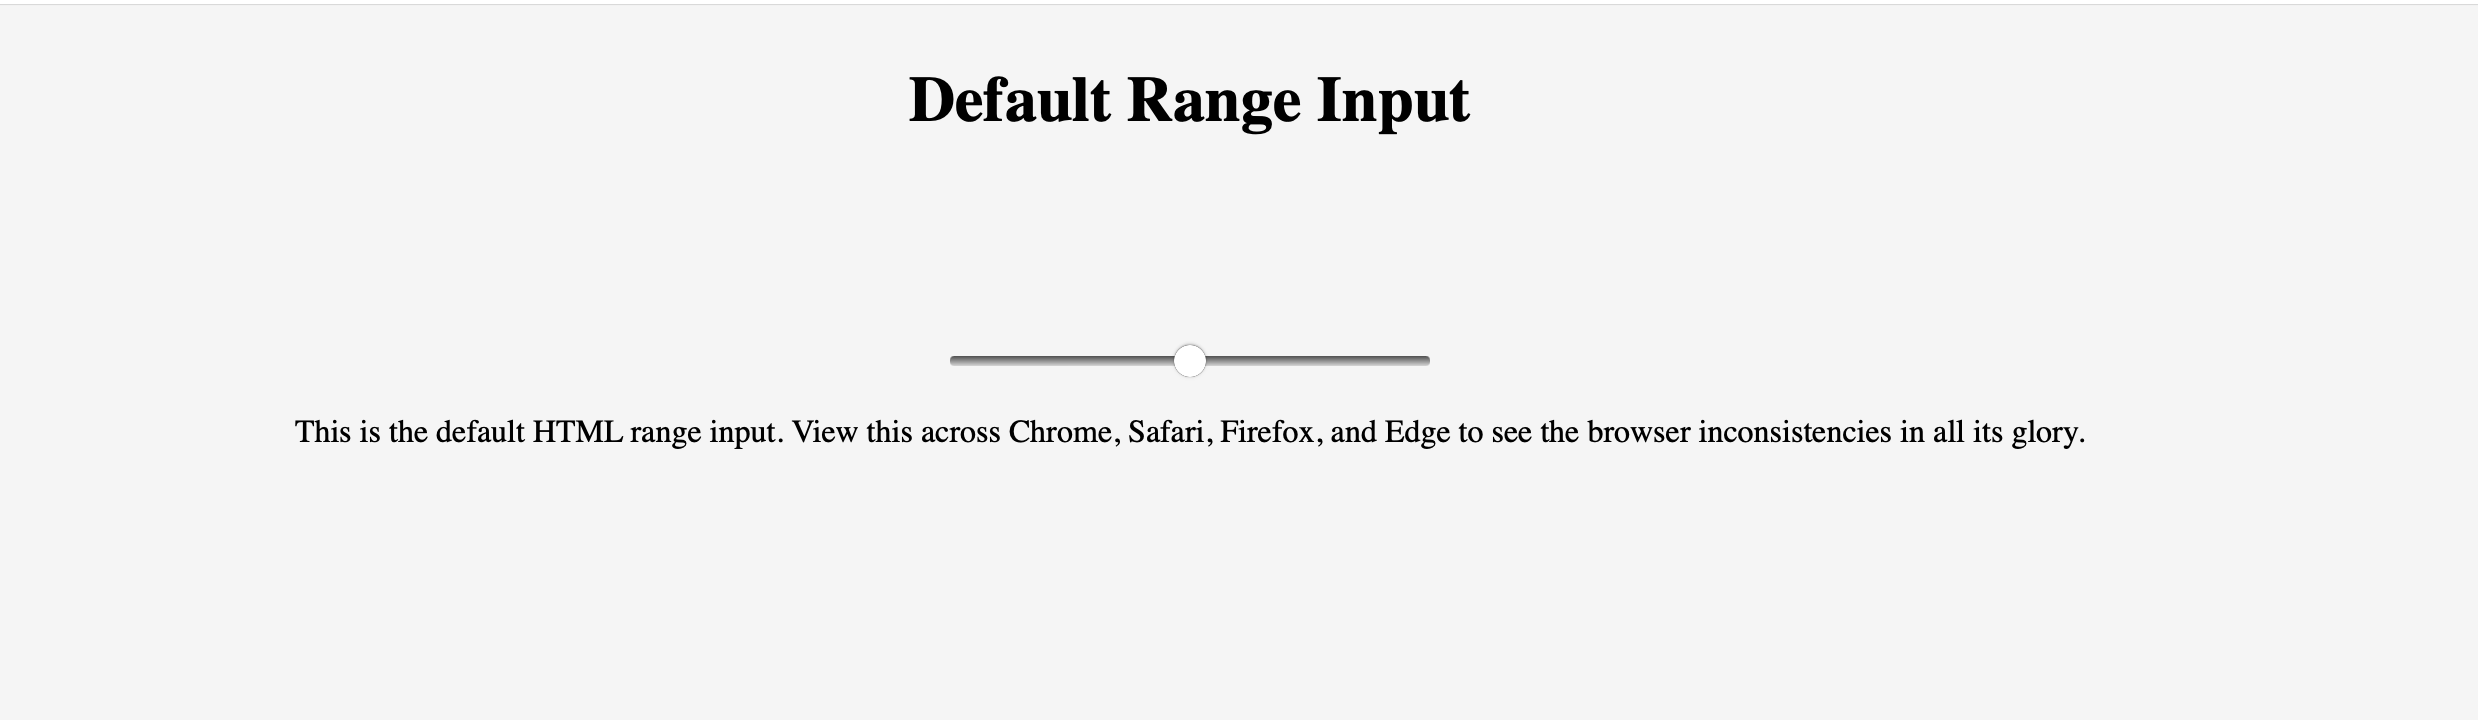 Default Range Input
This is the default HTML range input. View this across Chrome, Safari, Firefox, and Edge to see the browser inconsistencies in all its glory.